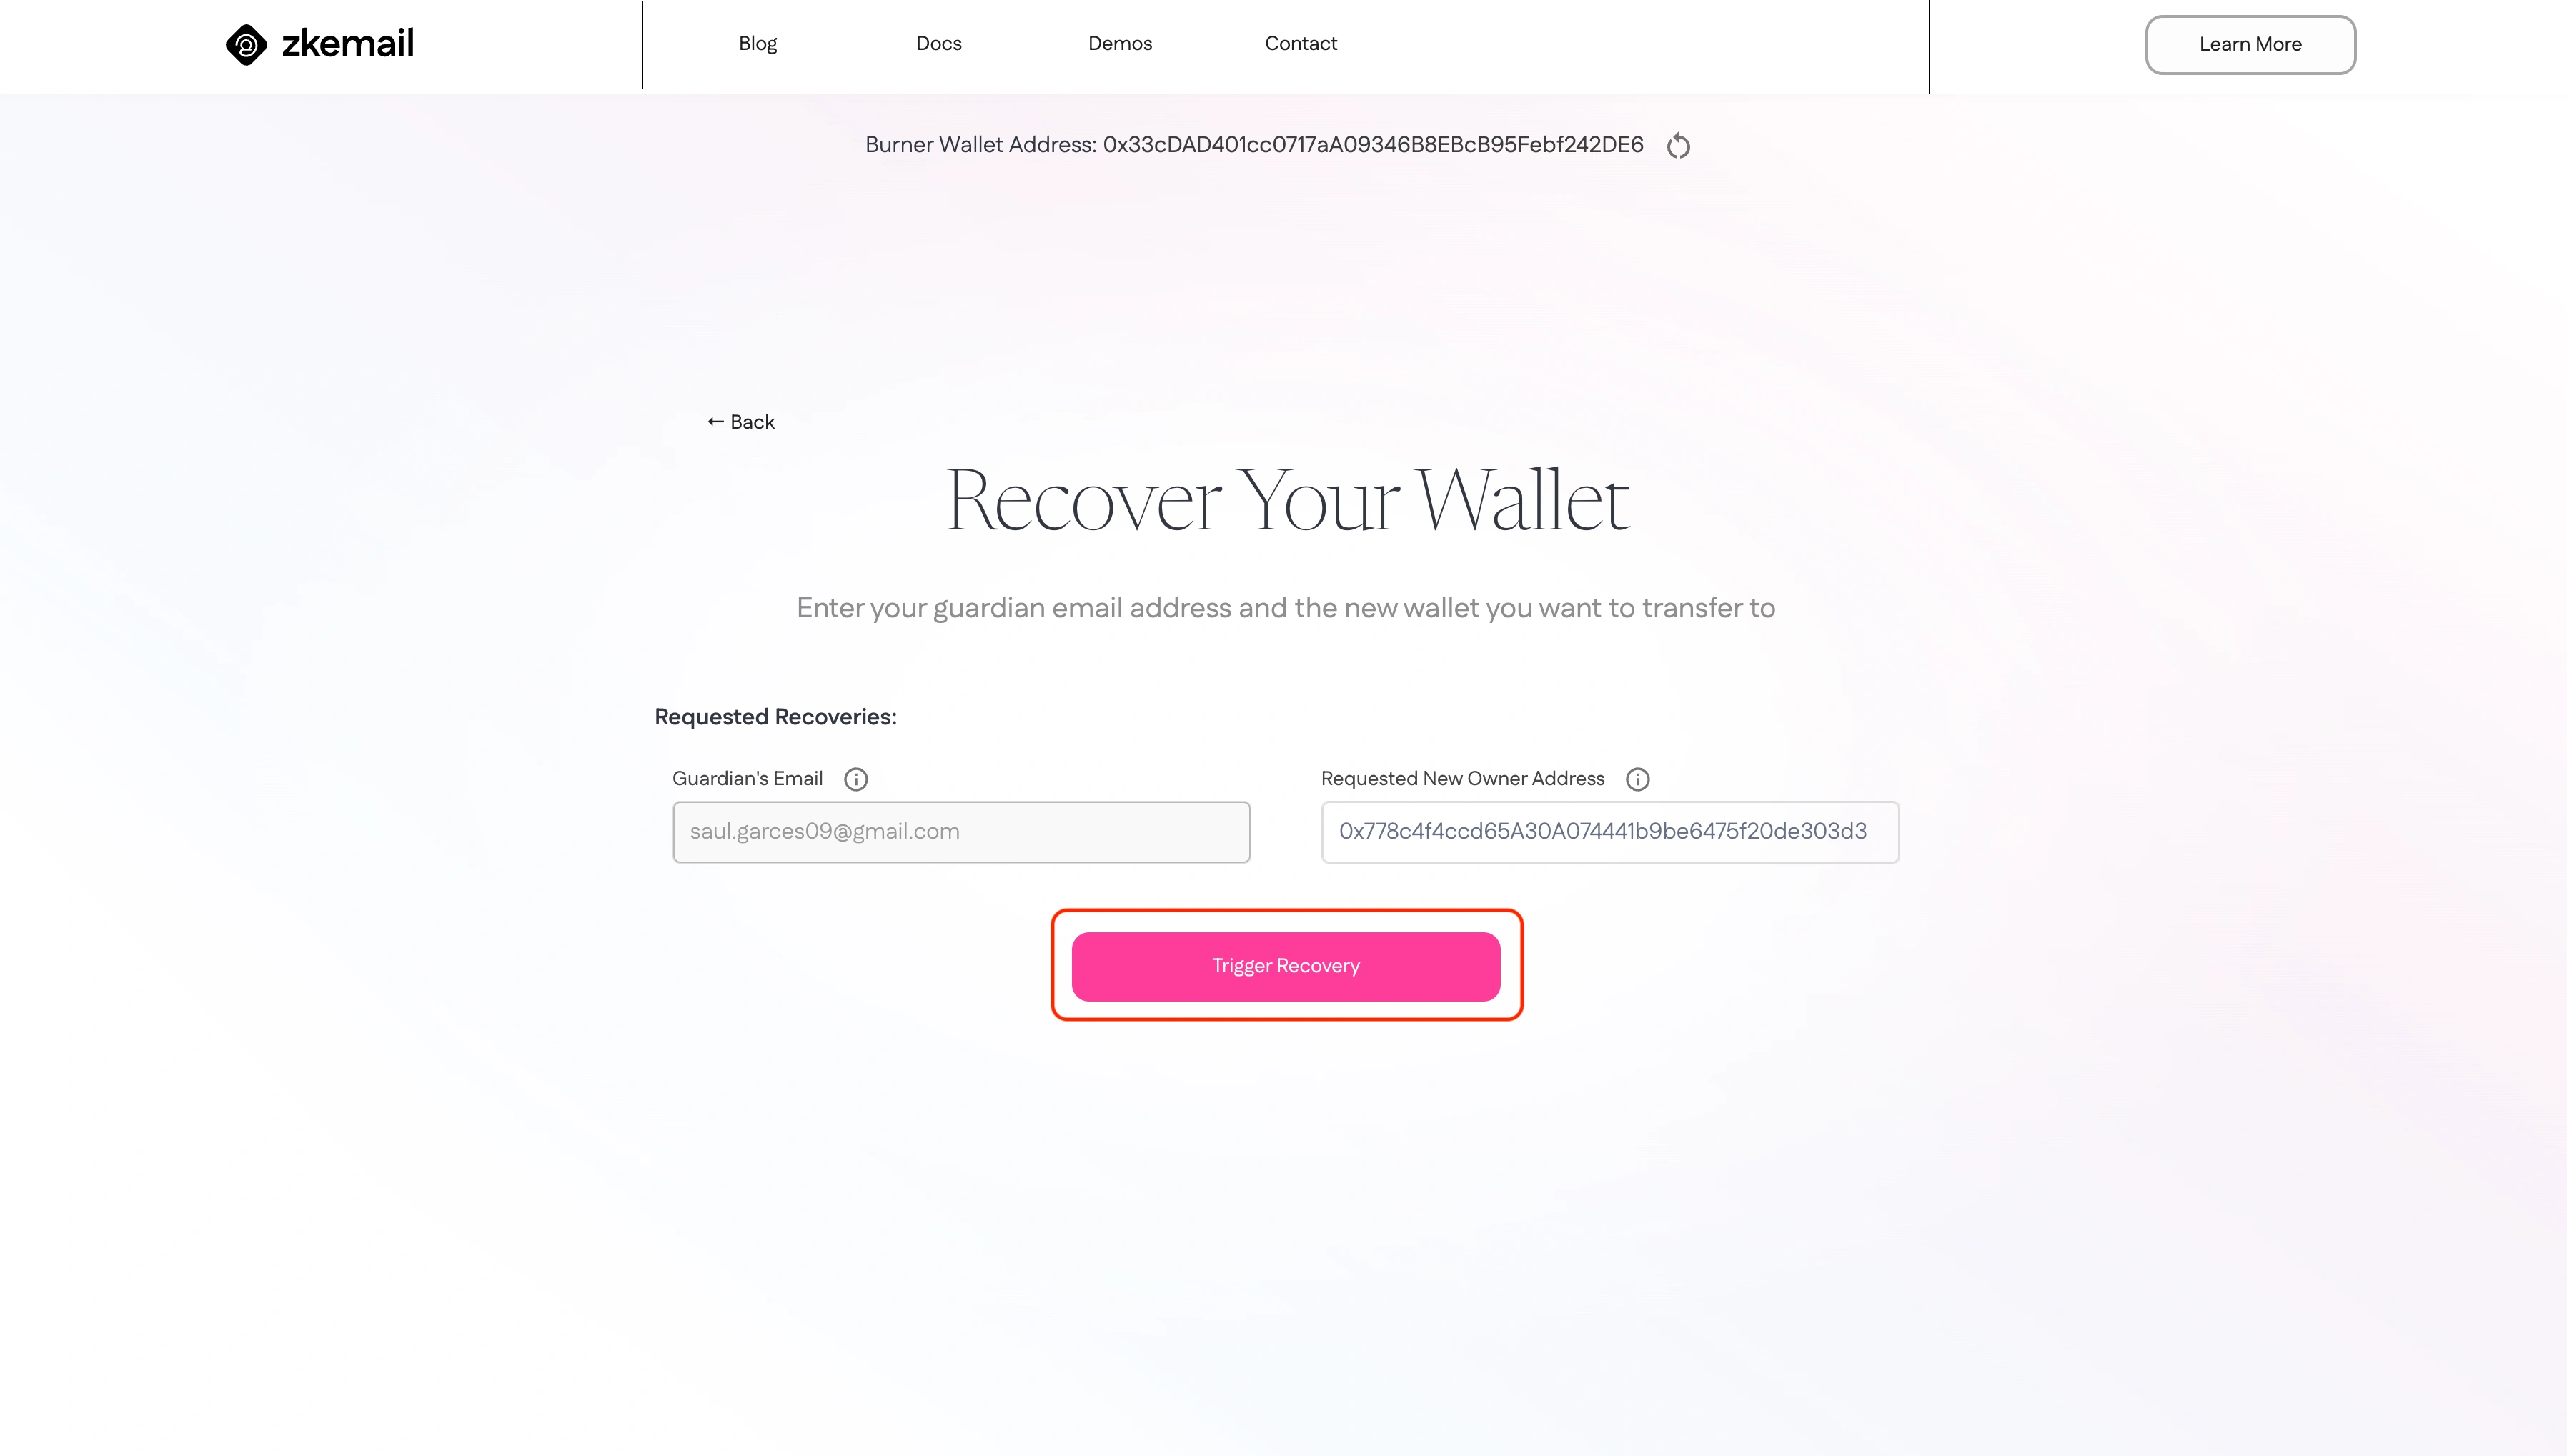 zkemail
Blog Docs Demos Contact Learn More
Burner Wallet Address: 0x33cDAD401cc0717aA09346B8EBcB95Febf242DE6
← Back
Recover Your Wallet
Enter your guardian email address and the new wallet you want to transfer to
Requested Recoveries:
Guardian's Email Requested New Owner Address
saul.garces09@gmail.com 0x778c4f4ccd65A30A074441b9be6475f20de303d3
Trigger Recovery